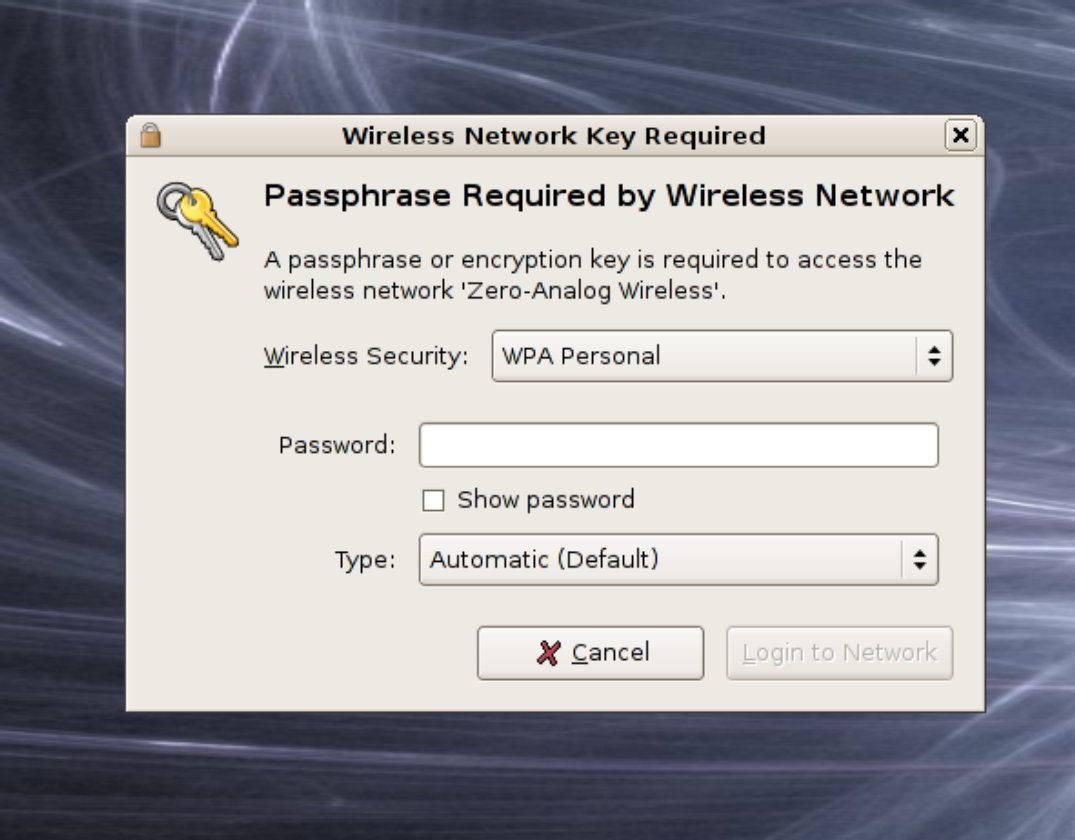 Wireless Network Key Required
Passphrase Required by Wireless Network
A passphrase or encryption key is required to access the
wireless network 'Zero-Analog Wireless'.
Wireless Security: WPA Personal
Password:
Show password
Type: Automatic (Default)
Cancel Login to Network